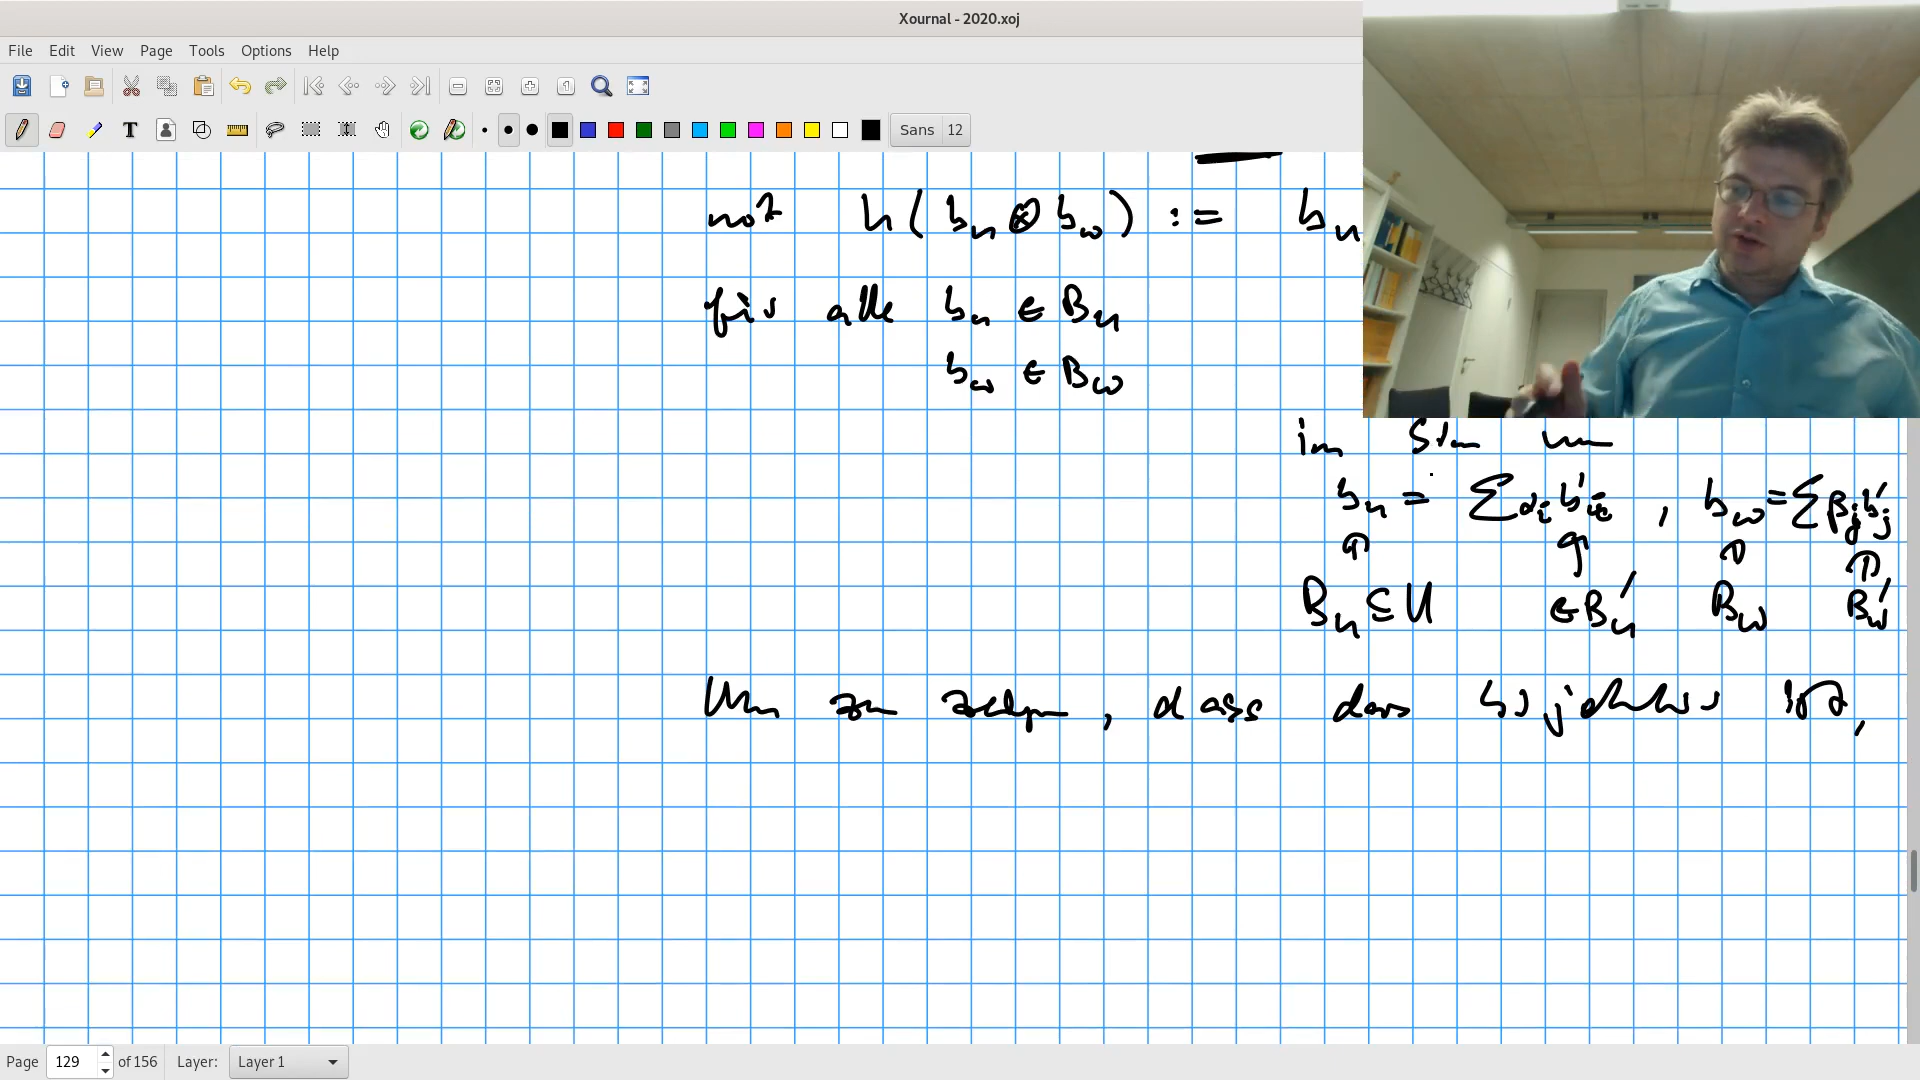 Xournal - 2020.xoj
File Edit View Page Tools Options Help
Sans 12
mit h(b_u ⊗ b_w) := b_u
für alle b_u ∈ B_U
b_w ∈ B_W
im Sinn von
b_u = Σ α_i b'_i , b_w = Σ β_j b'_j
B_U ⊆ U ∈ B'_U B_W B'_W
Um zu zeigen, dass das bijektiv ist,
Page 129 of 156 Layer: Layer 1